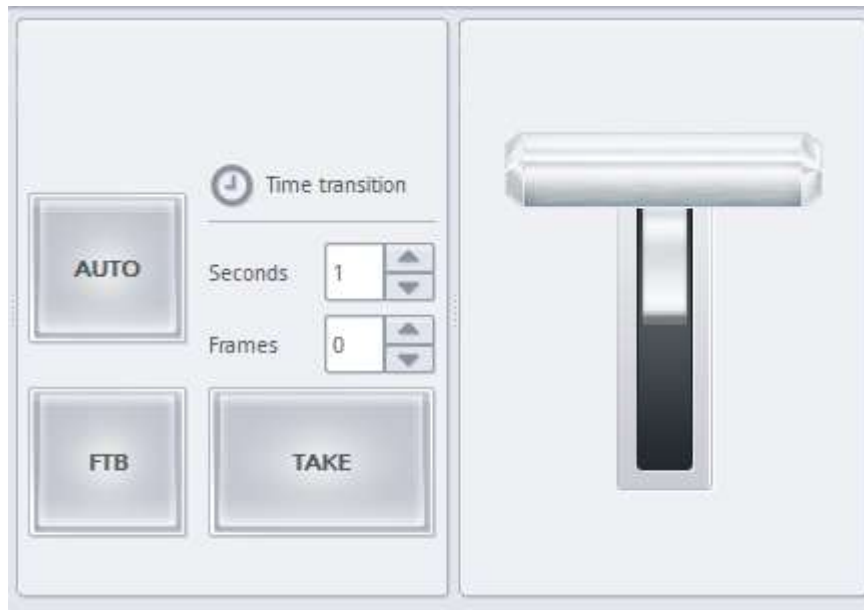 Time transition
AUTO
Seconds 1
Frames 0
FTB TAKE